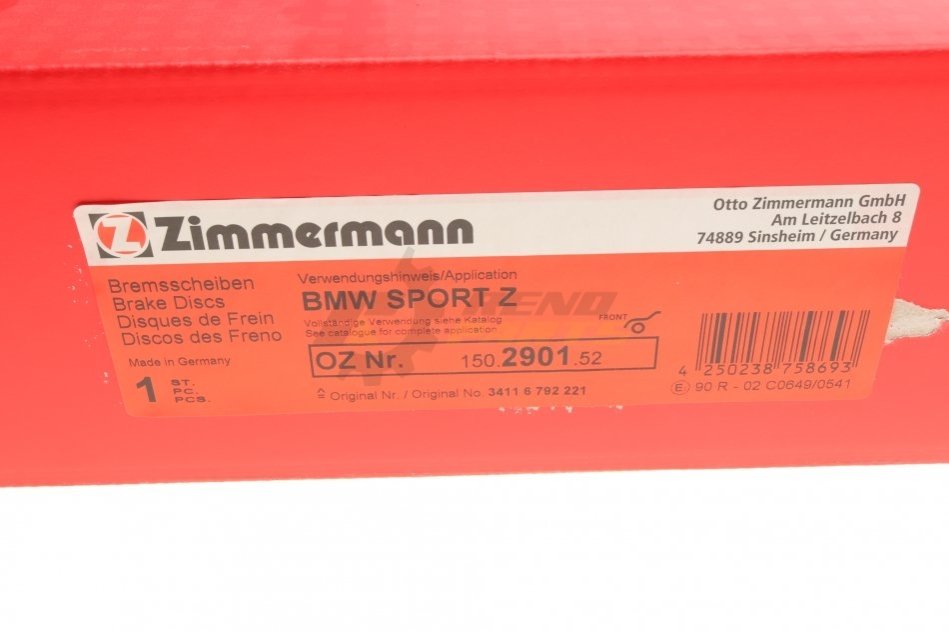 Z Zimmermann
Otto Zimmermann GmbH
Am Leitzelbach 8
74889 Sinsheim / Germany
Bremsscheiben
Brake Discs
Disques de Frein
Discos des Freno
Made in Germany
1 ST.
PC.
PCS.
Verwendungshinweis/Application
BMW SPORT Z
Vollständige Verwendung siehe Katalog
See catalogue for complete application
FRONT
OZ Nr. 150.2901.52
≙ Original Nr. / Original No. 3411 6 792 221
4 250238 758693
E 90 R - 02 C0649/0541